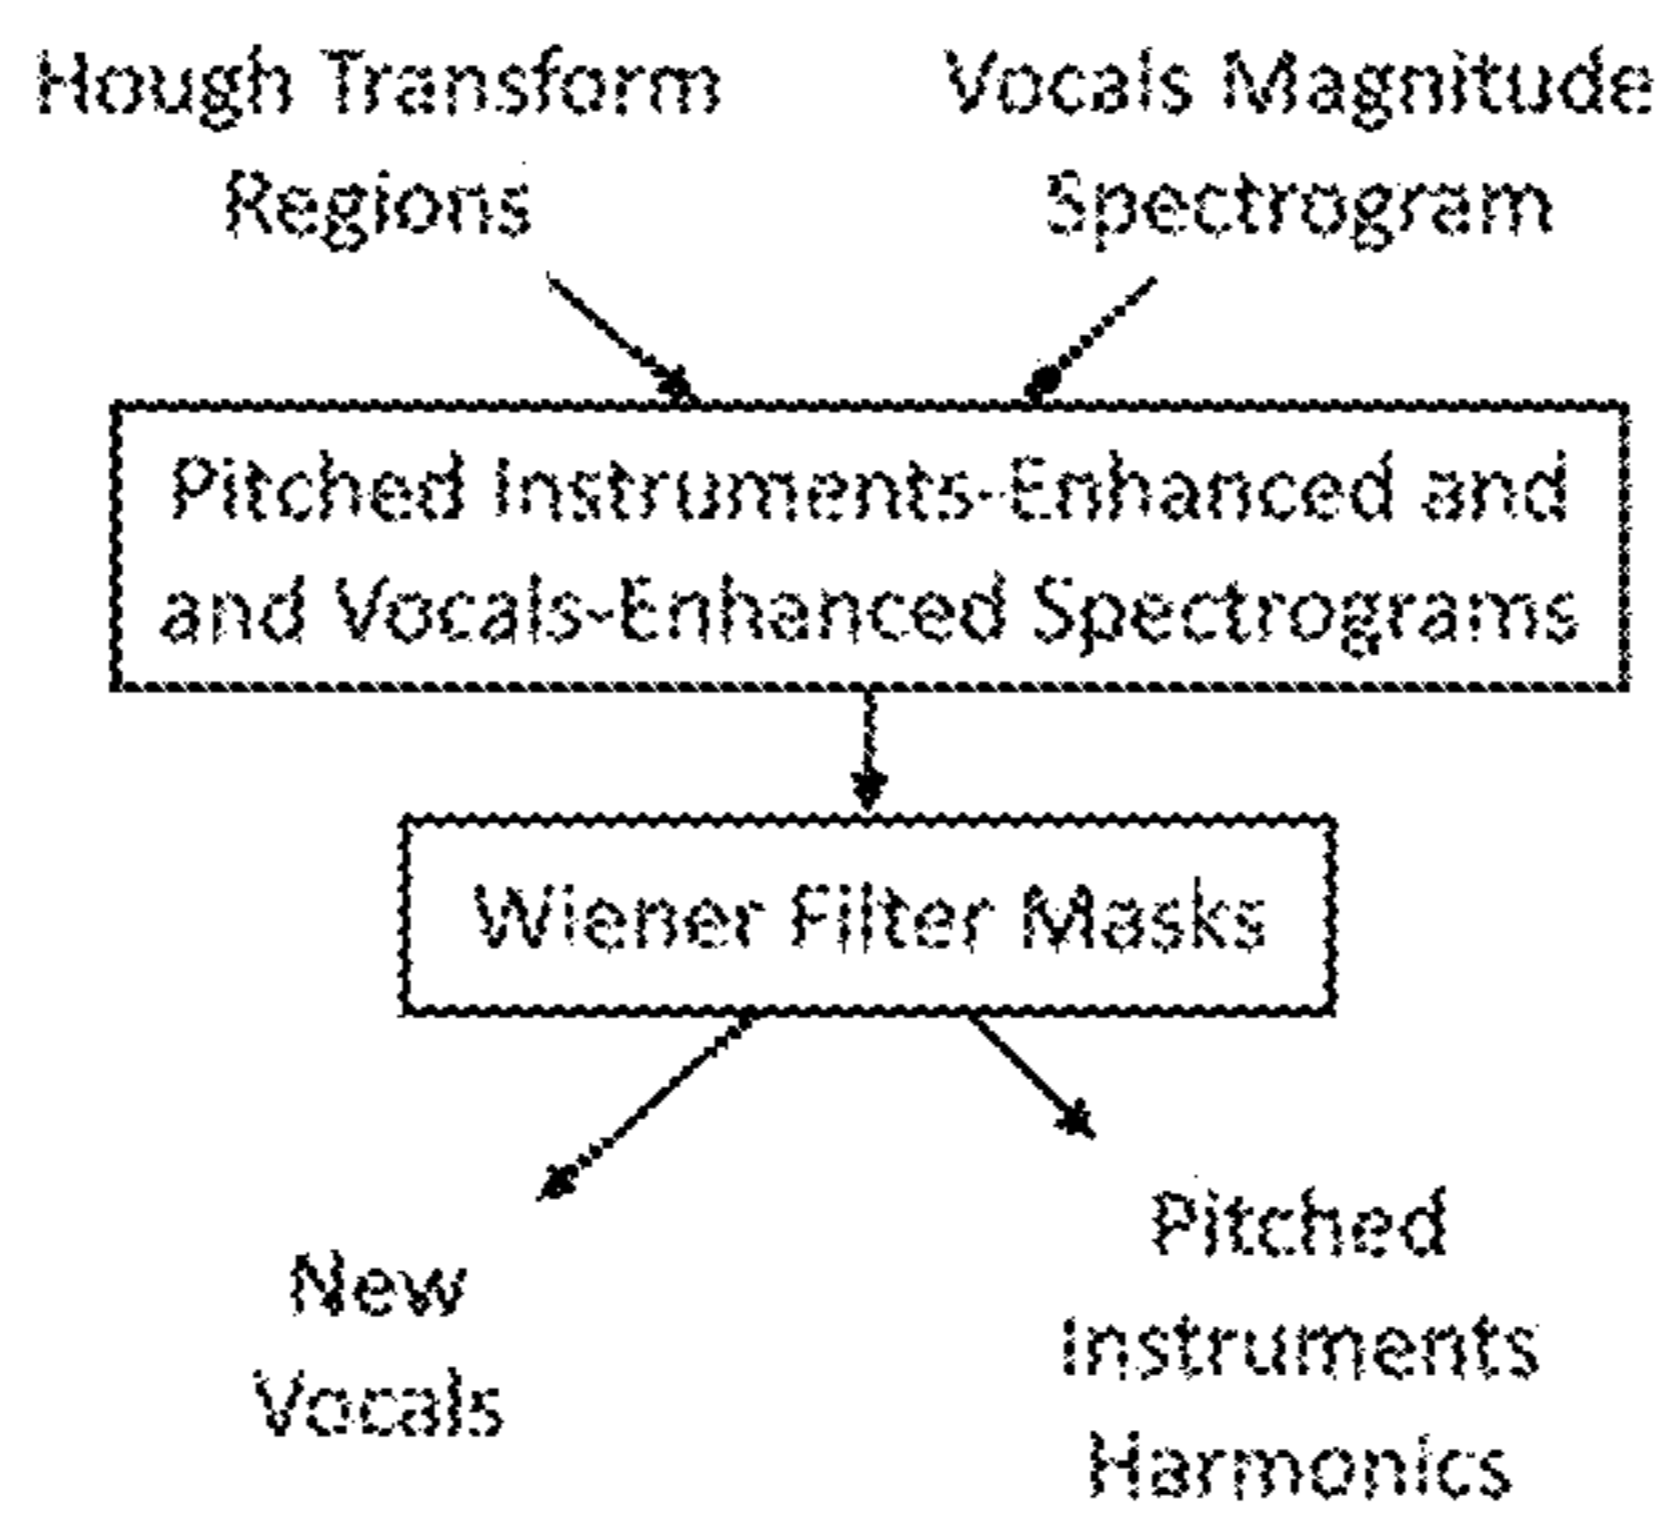 Hough Transform
Regions
Vocals Magnitude
Spectrogram
Pitched Instruments-Enhanced and
and Vocals-Enhanced Spectrograms
Wiener Filter Masks
New
Vocals
Pitched
Instruments
Harmonics